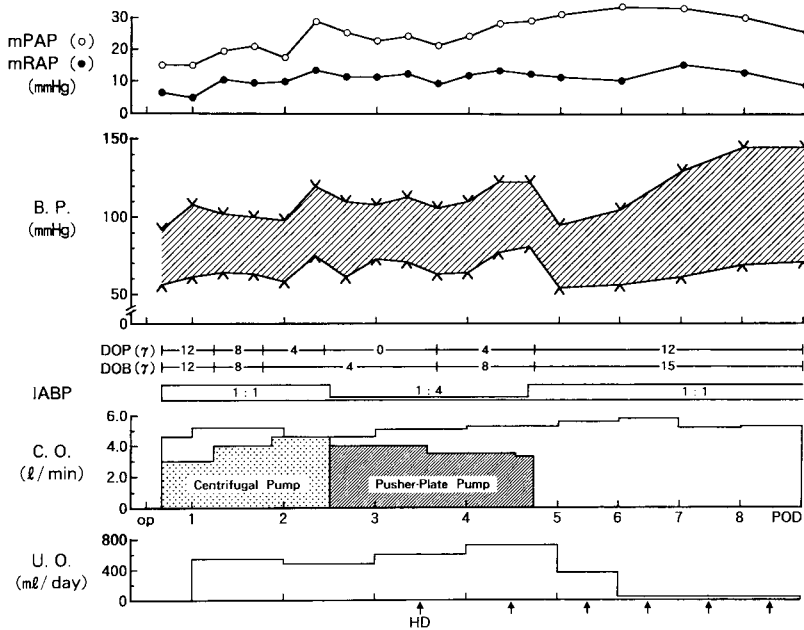 30
mPAP (○)
20
mRAP (●)
10
(mmHg)
0
150
B. P.
100
(mmHg)
50
0
DOP (γ) 12 8 4 0 4 12
DOB (γ) 12 8 4 8 15
IABP 1 : 1 1 : 4 1 : 1
6.0
C. O.
4.0
(ℓ/min)
2.0
Centrifugal Pump Pusher-Plate Pump
0
op 1 2 3 4 5 6 7 8 POD
800
U. O.
400
(mℓ/day)
0
HD